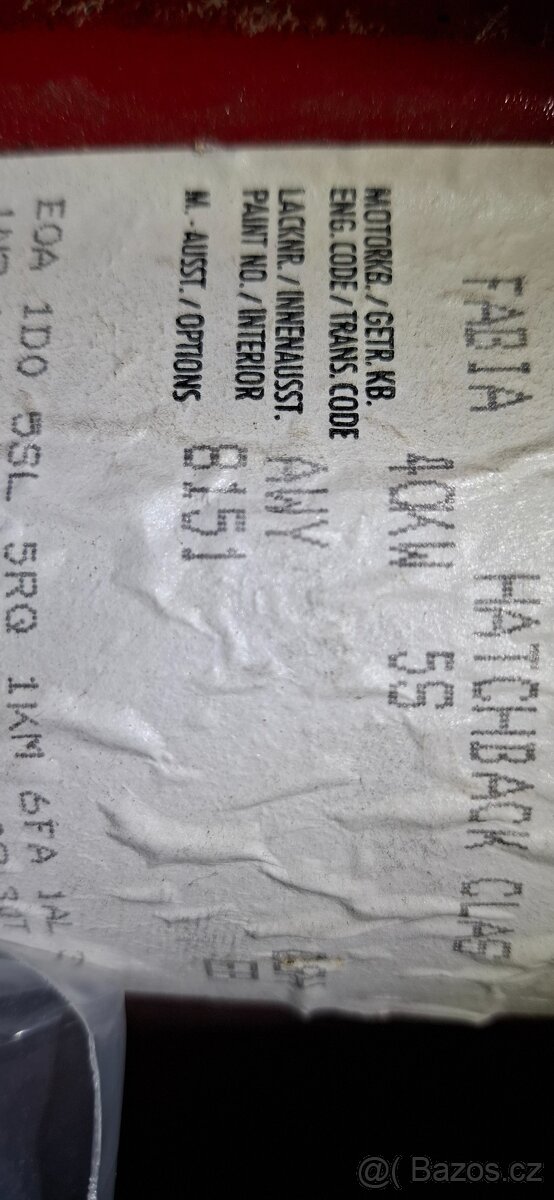 FABIA HATCHBACK CLAS
40KW 5S
MOTORKB./GETR.KB.
ENG. CODE/TRANS. CODE AWY
LACKNR./INNENAUSST.
PAINT NO./INTERIOR 8151
M.-AUSST./OPTIONS
E0A 1D0 5SL 5RQ 1KM 6FA
@( Bazos.cz